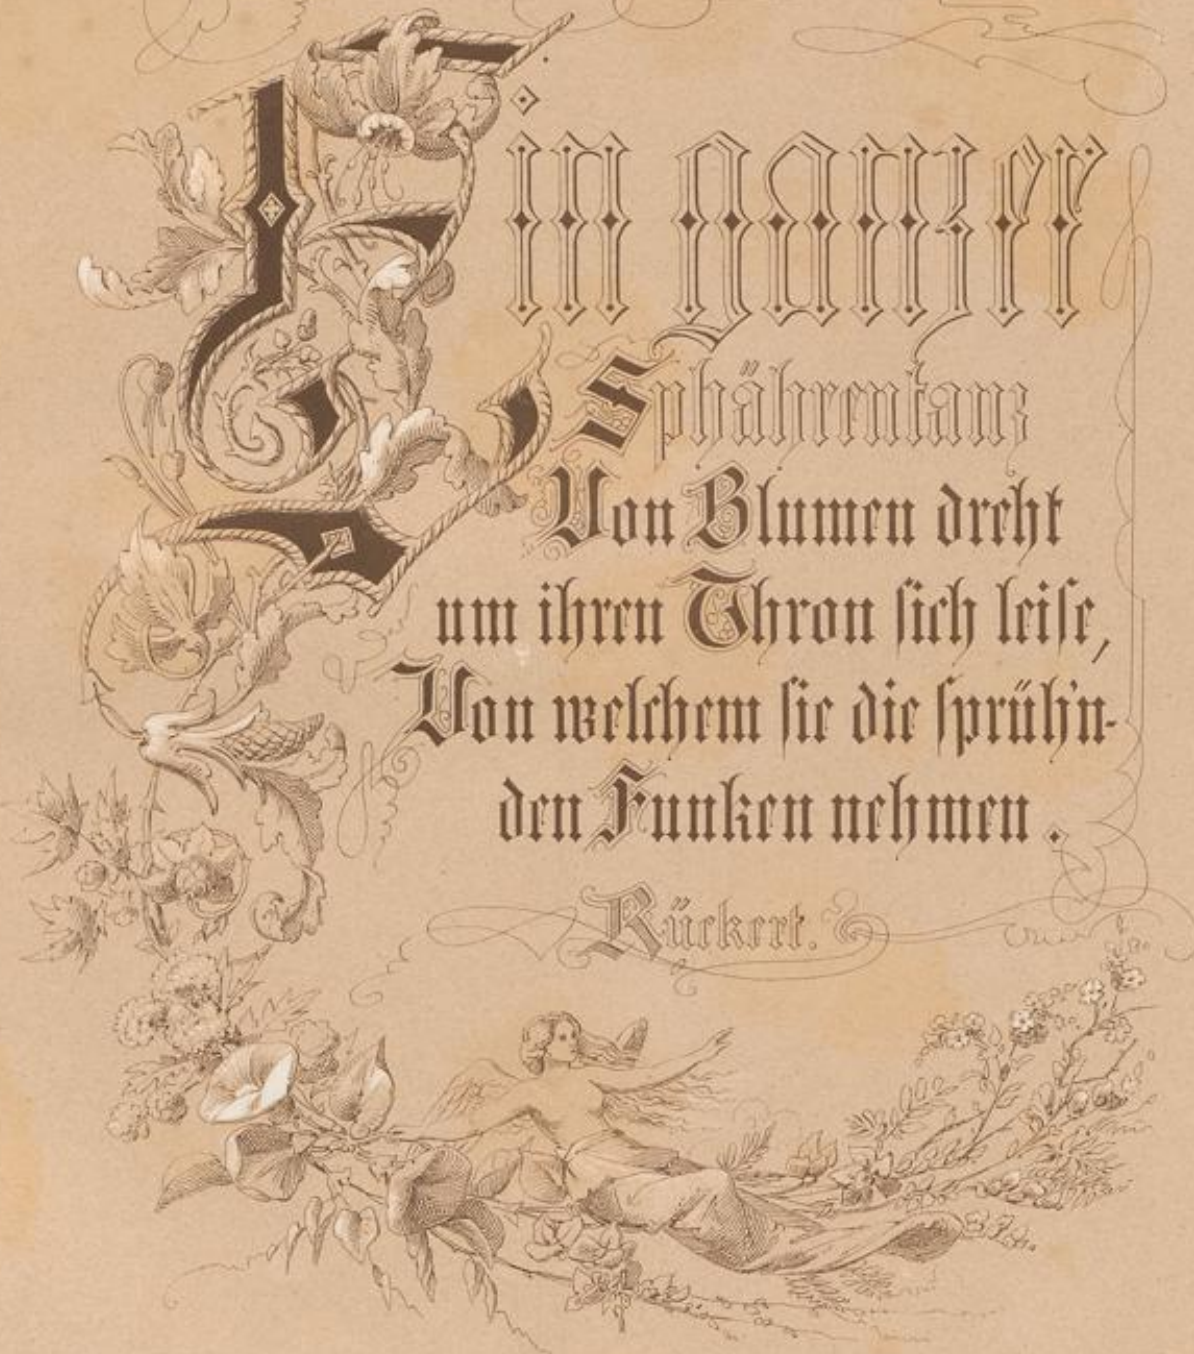 Ein ganzer
Sphährentanz
Von Blumen dreht
um ihren Thron sich leise,
Von welchem sie die sprüh'n-
den Funken nehmen.
Rückert.